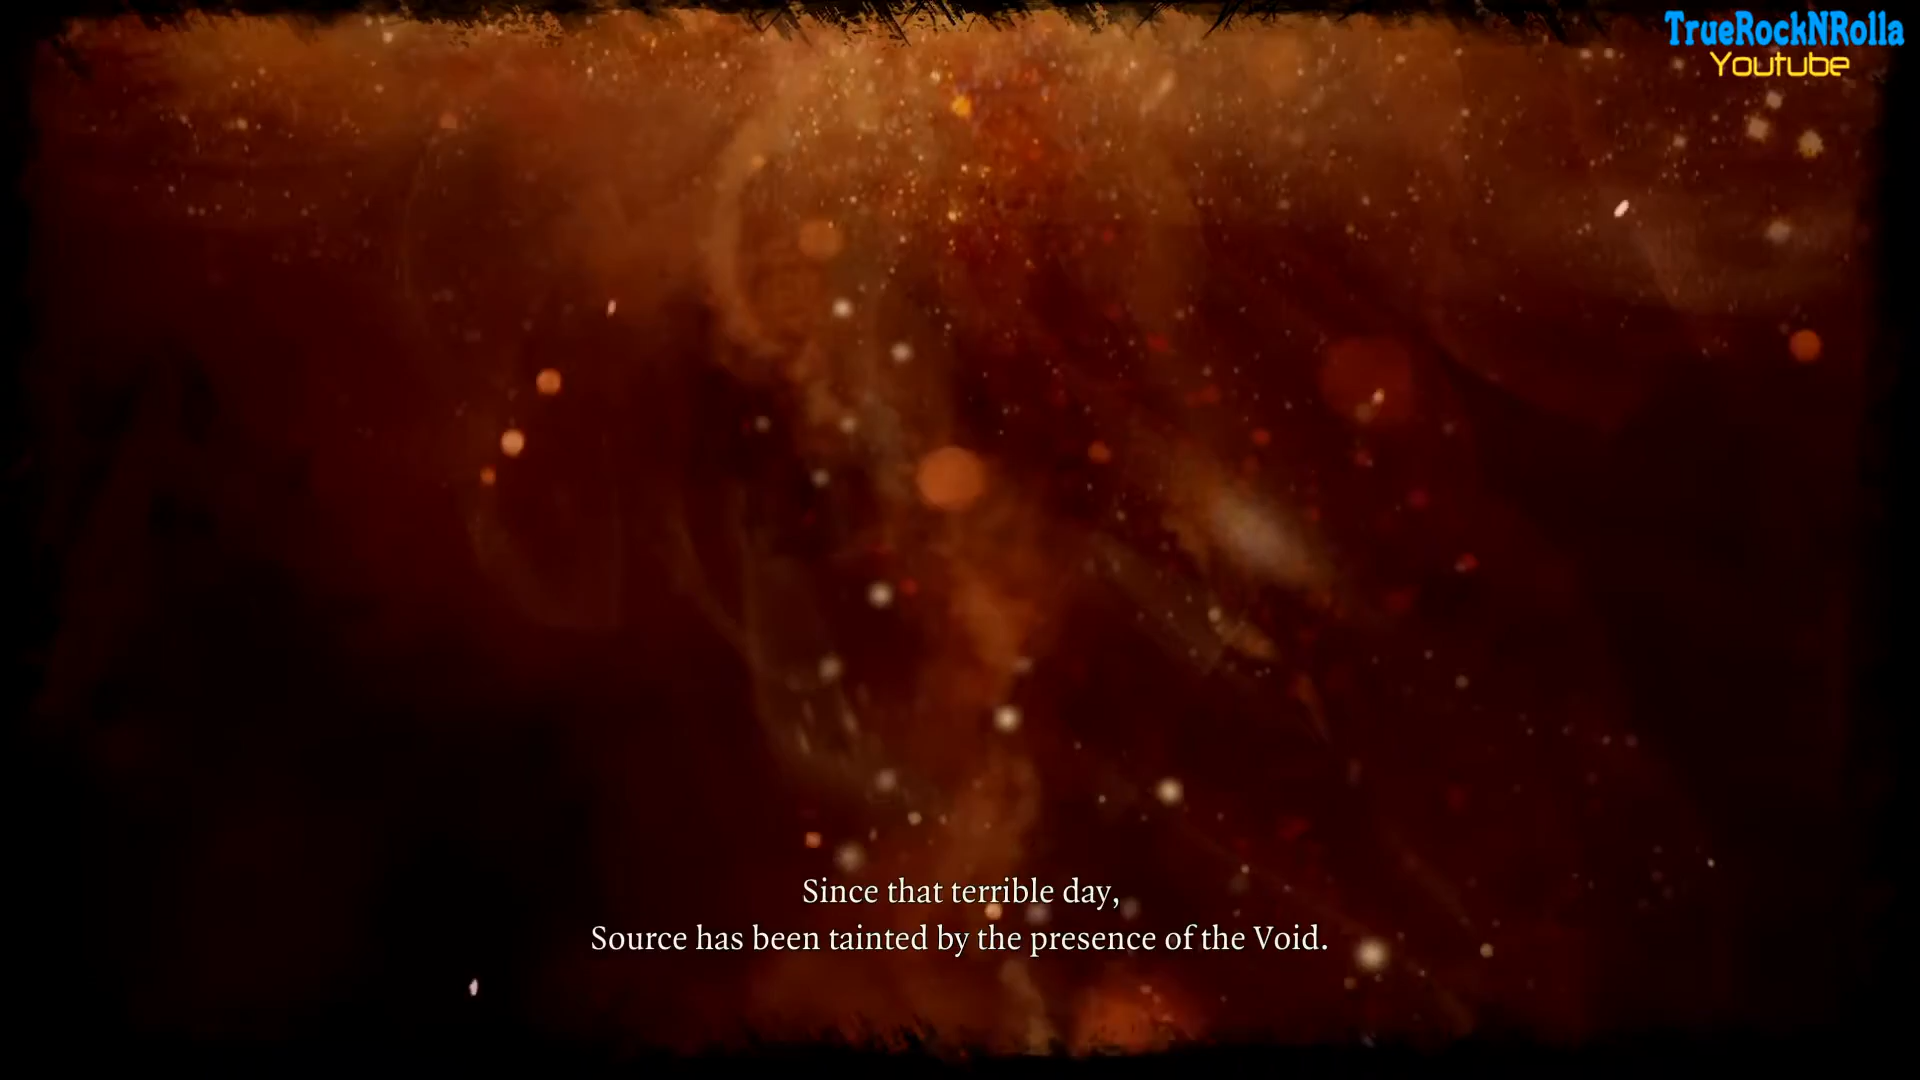 TrueRockNRolla
Youtube
Since that terrible day,
Source has been tainted by the presence of the Void.